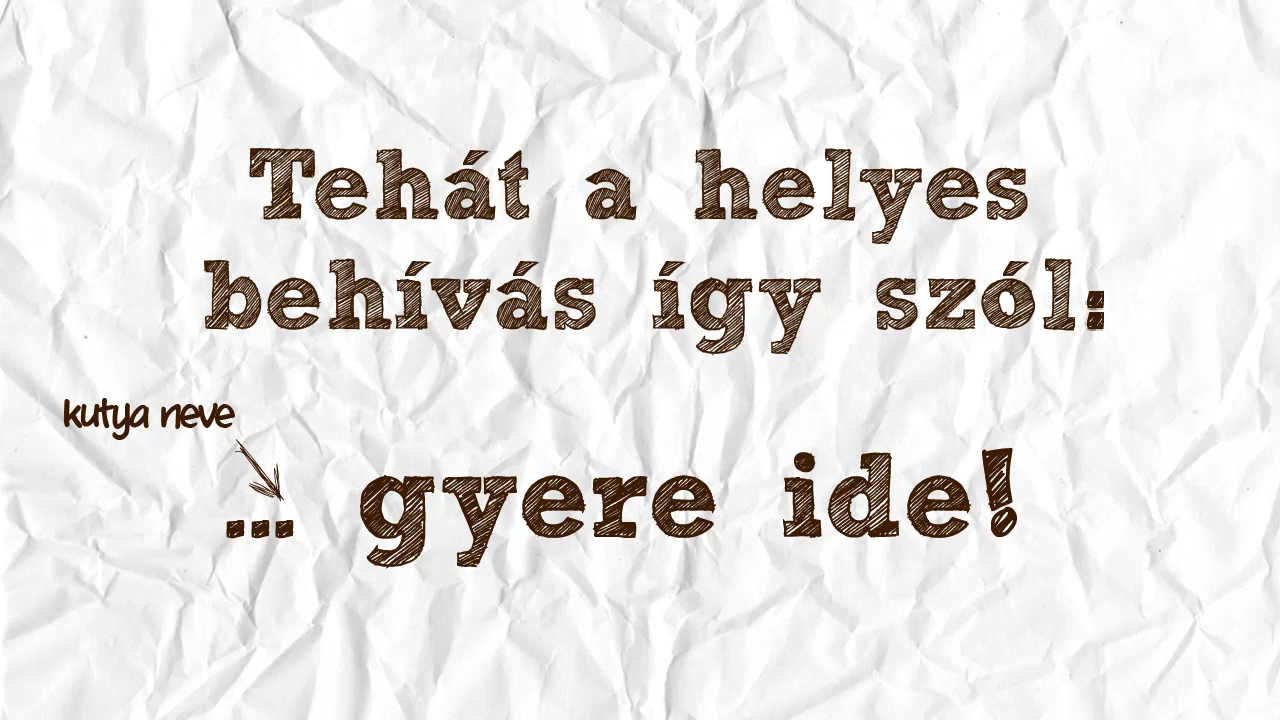 Tehát a helyes
behívás így szól:
kutya neve
... gyere ide!